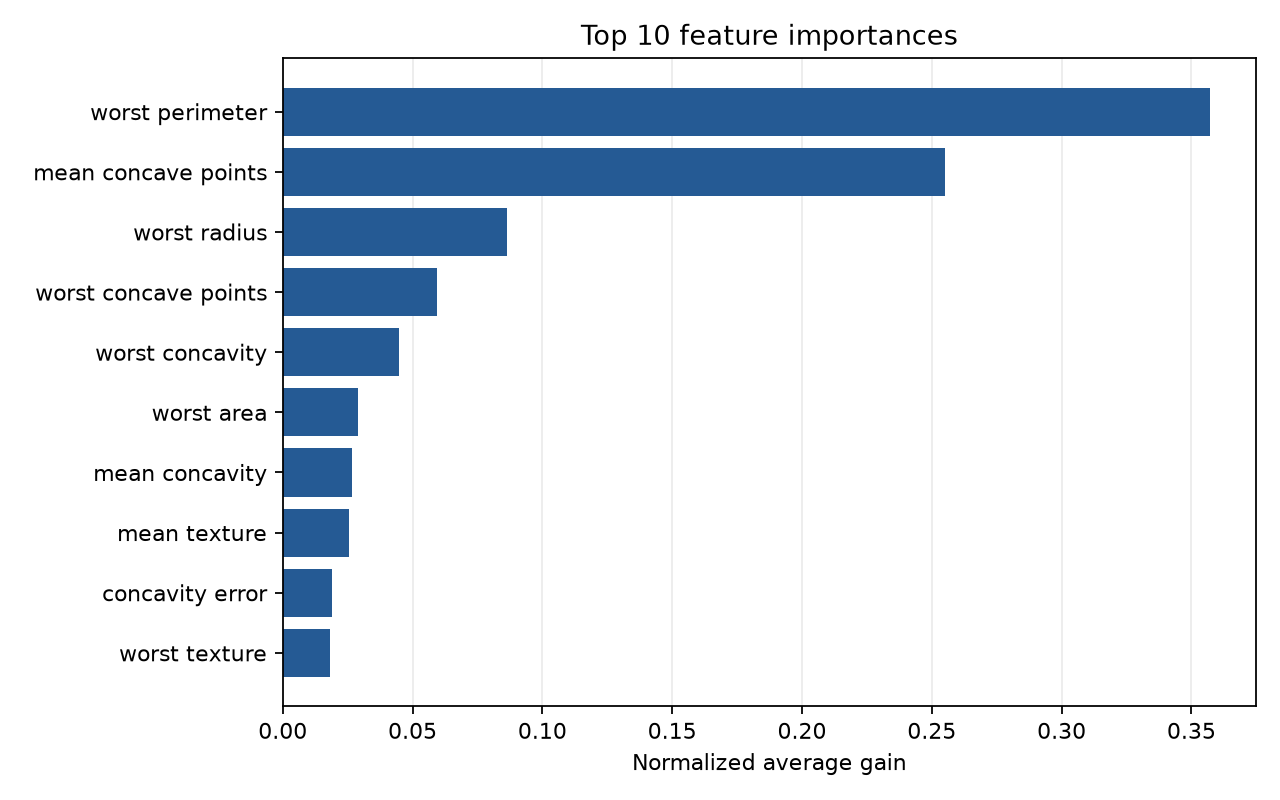 Top 10 feature importances
worst perimeter
mean concave points
worst radius
worst concave points
worst concavity
worst area
mean concavity
mean texture
concavity error
worst texture
0.00 0.05 0.10 0.15 0.20 0.25 0.30 0.35
Normalized average gain